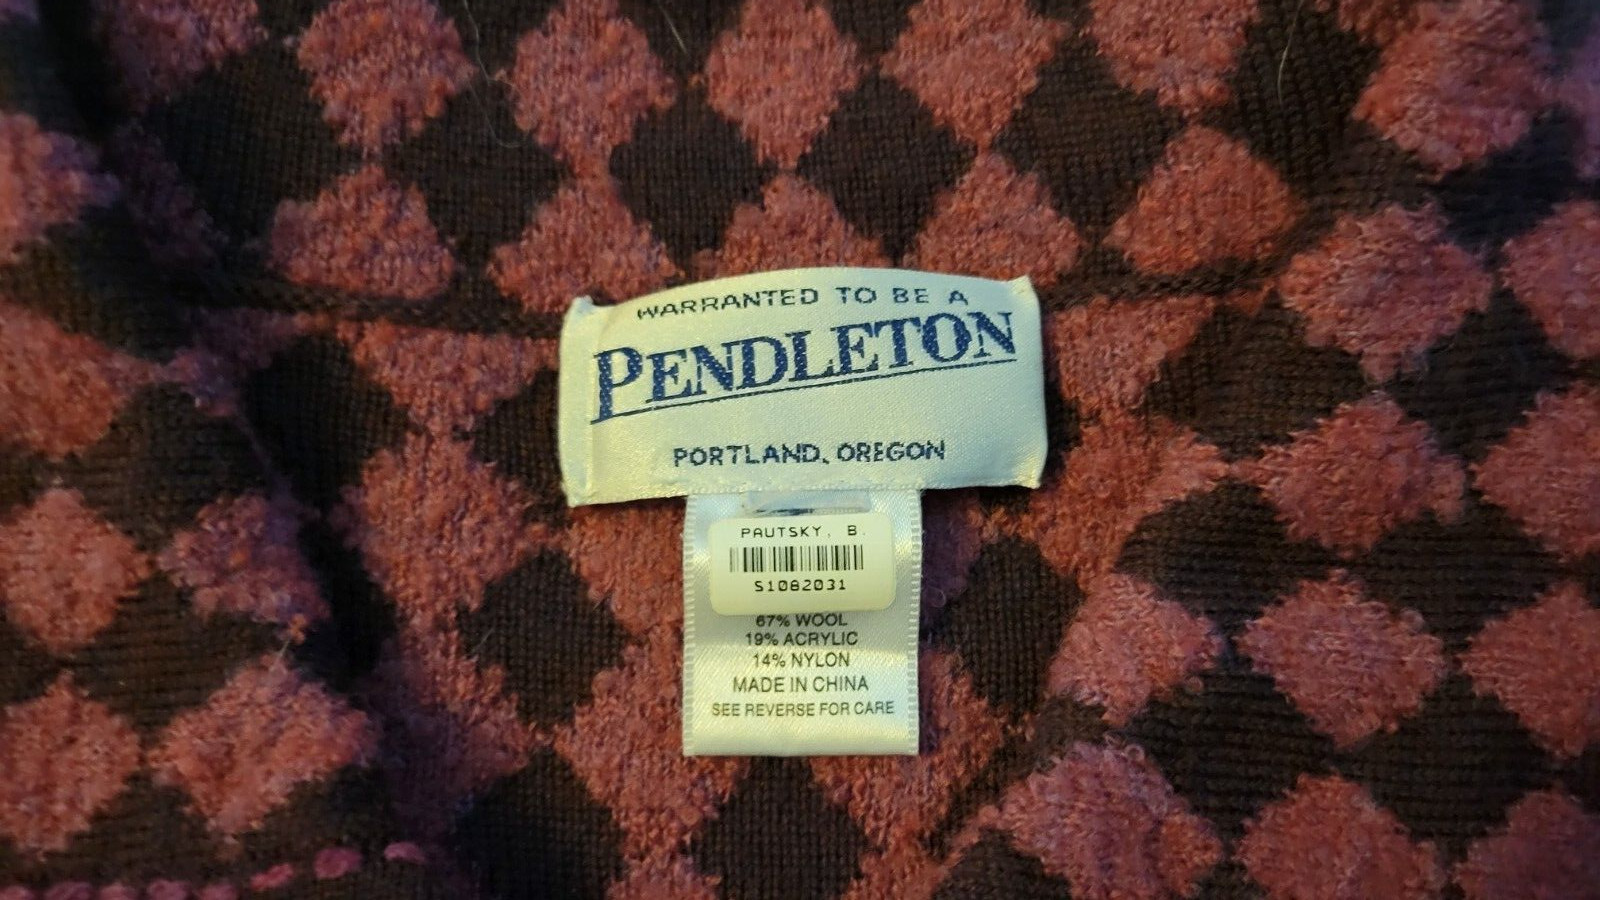 WARRANTED TO BE A
PENDLETON
PORTLAND, OREGON
PAUTSKY, B.
51082031
67% WOOL
19% ACRYLIC
14% NYLON
MADE IN CHINA
SEE REVERSE FOR CARE